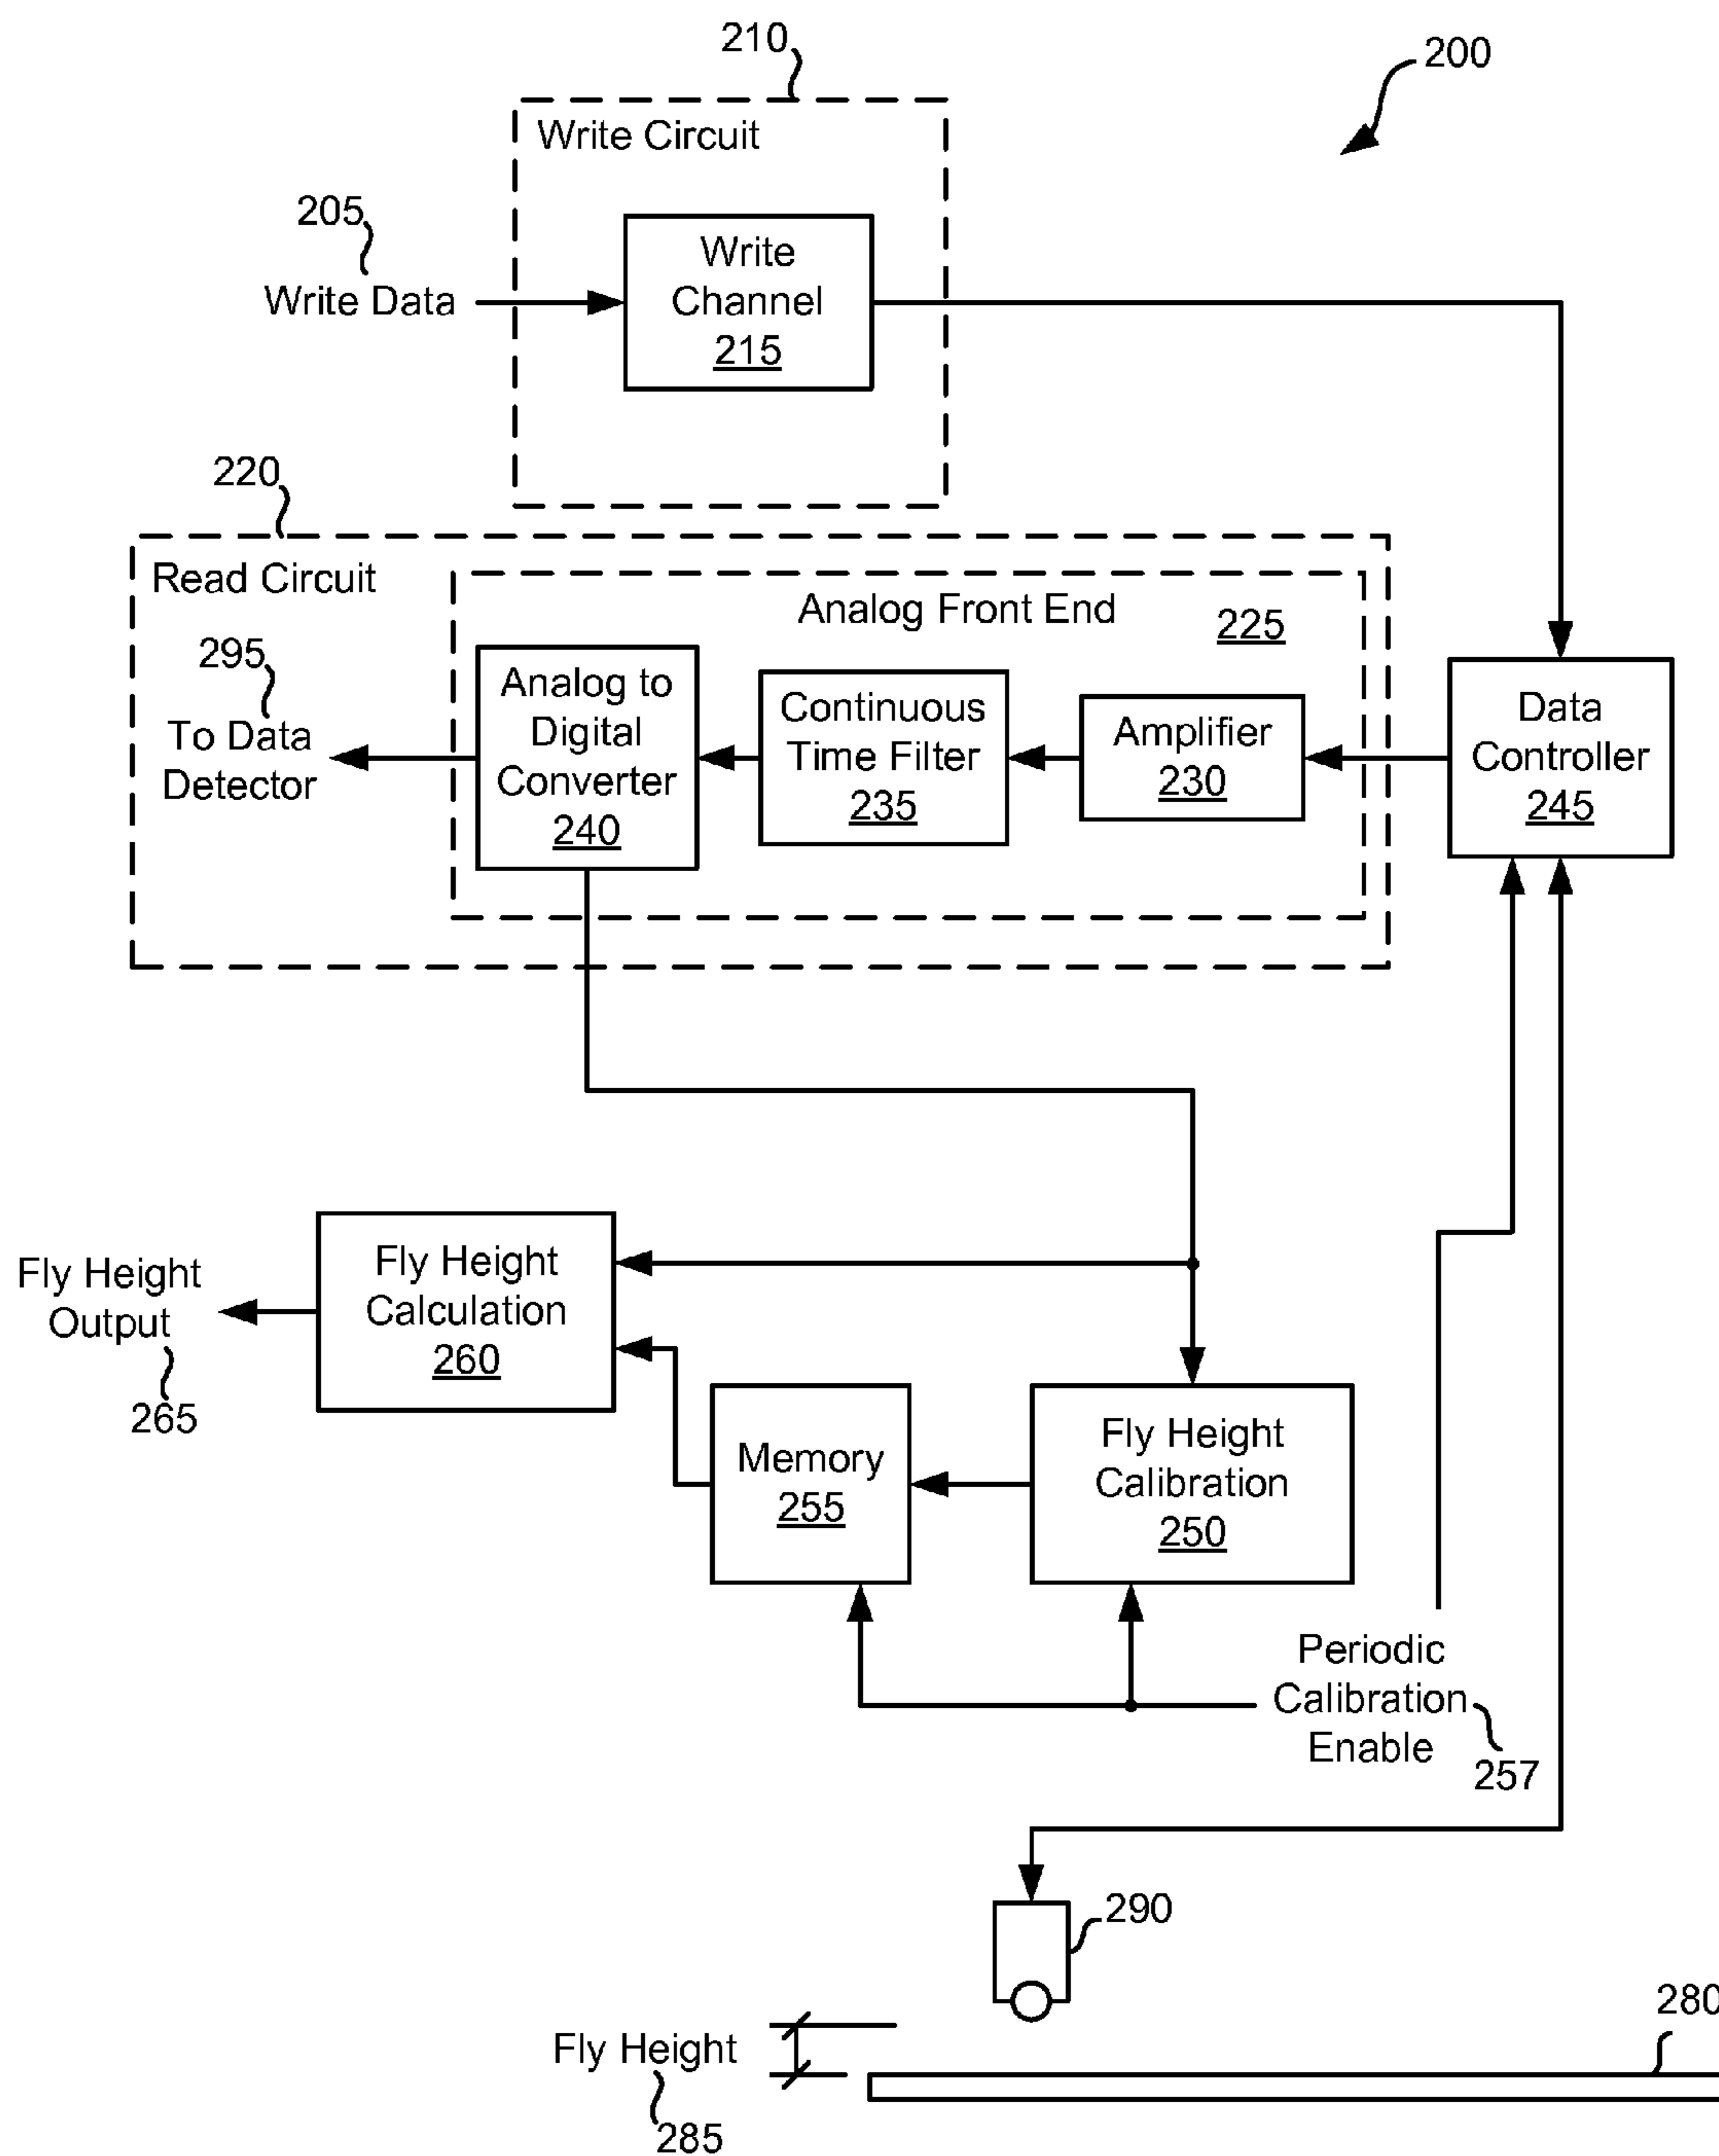 210
200
Write Circuit
205
Write Data
Write
Channel
215
220
Read Circuit
Analog Front End
225
295
To Data
Detector
Analog to
Digital
Converter
240
Continuous
Time Filter
235
Amplifier
230
Data
Controller
245
Fly Height
Output
265
Fly Height
Calculation
260
Memory
255
Fly Height
Calibration
250
Periodic
Calibration
Enable
257
290
280
Fly Height
285